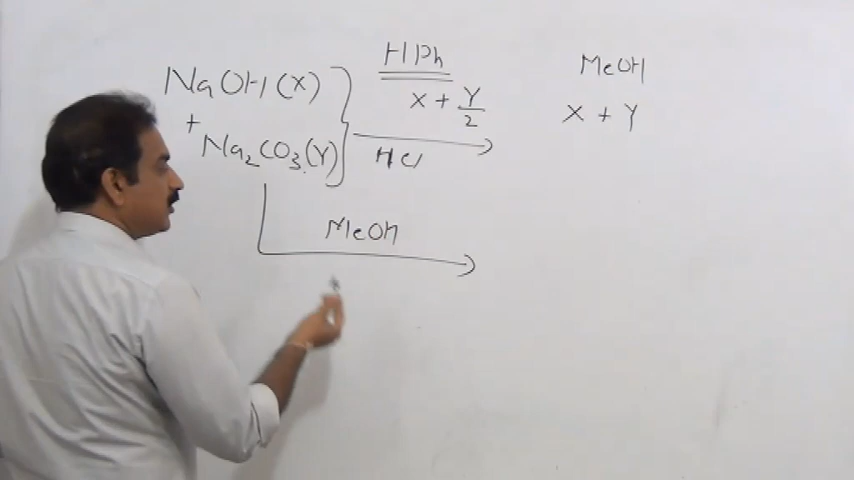 NaOH (X)
+
Na2CO3 (Y)
HPh
X + Y/2
HCl
MeOH
MeOH
X + Y